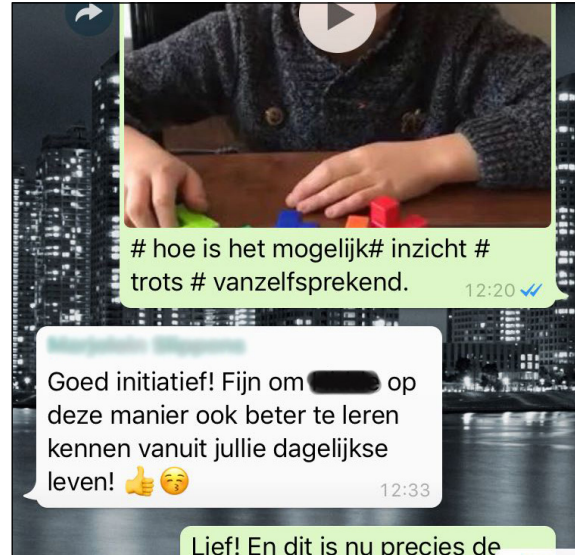 # hoe is het mogelijk# inzicht #
trots # vanzelfsprekend.
12:20
Goed initiatief! Fijn om op
deze manier ook beter te leren
kennen vanuit jullie dagelijkse
leven! 👍😚
12:33
Lief! En dit is nu precies de